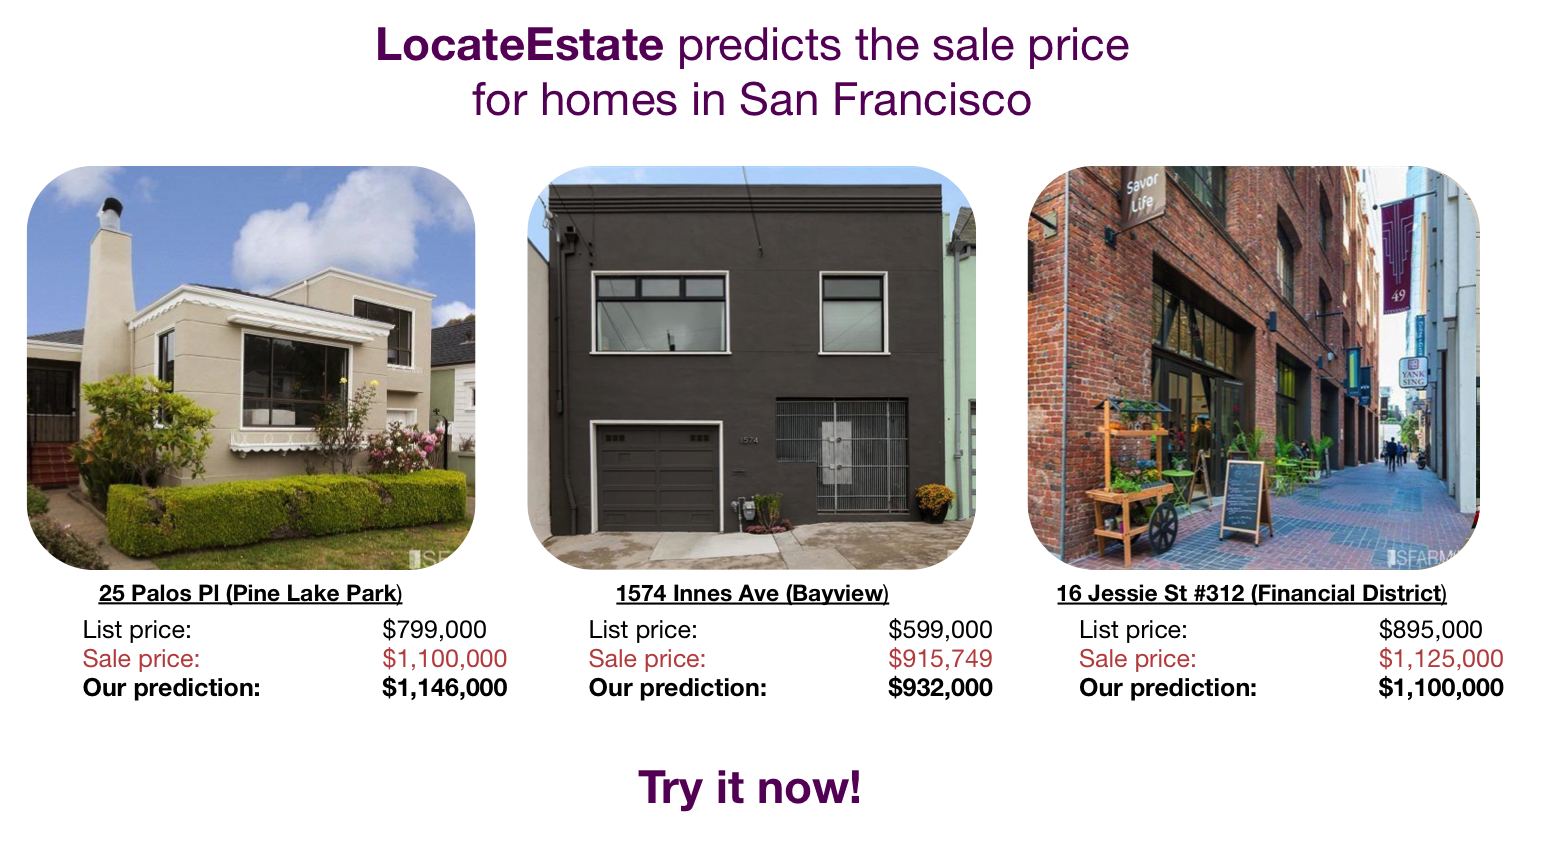 LocateEstate predicts the sale price
for homes in San Francisco
Savor
Life
49
YANK
SING
1574
SFARM
25 Palos Pl (Pine Lake Park)
List price: $799,000
Sale price: $1,100,000
Our prediction: $1,146,000
1574 Innes Ave (Bayview)
List price: $599,000
Sale price: $915,749
Our prediction: $932,000
16 Jessie St #312 (Financial District)
List price: $895,000
Sale price: $1,125,000
Our prediction: $1,100,000
Try it now!